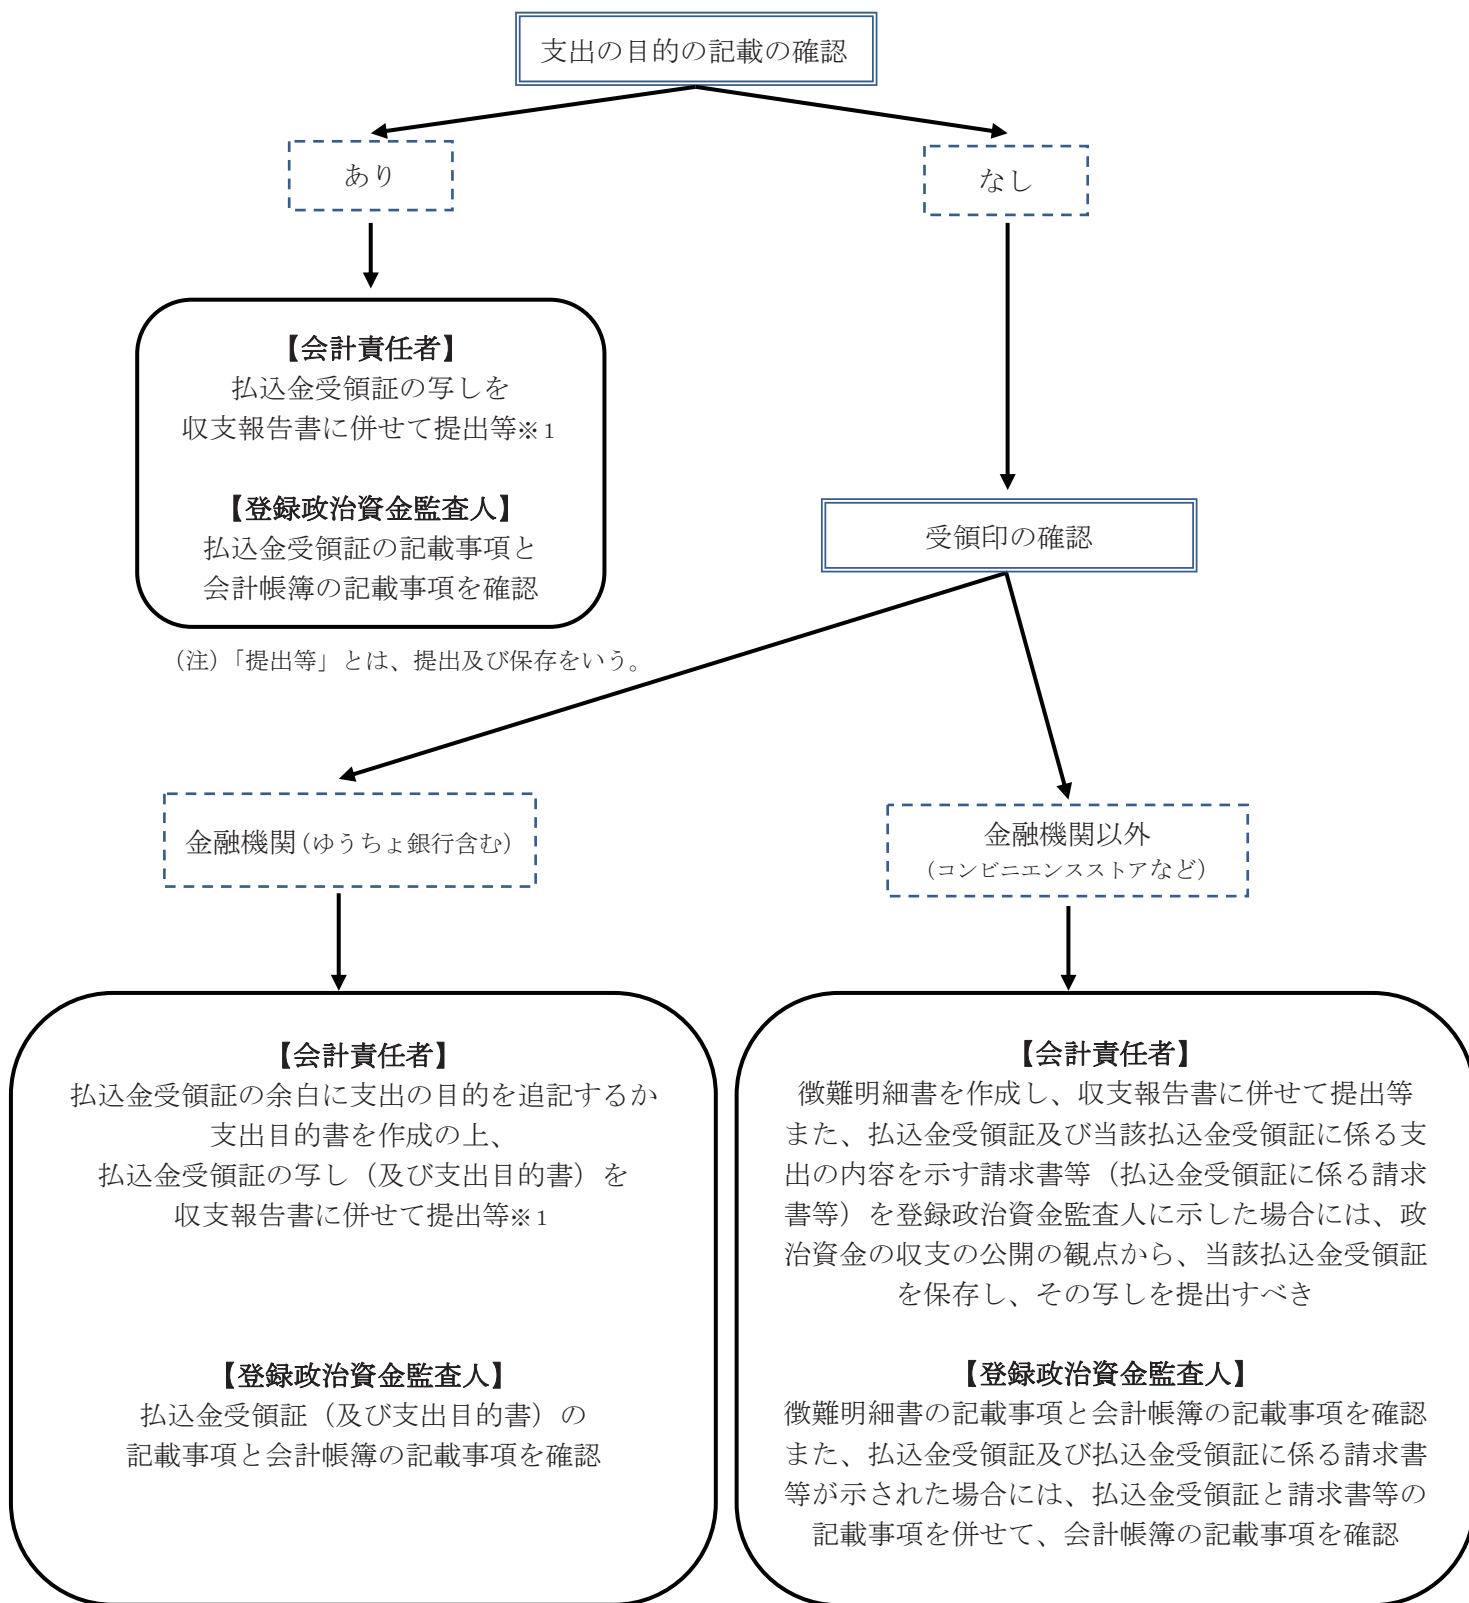 支出の目的の記載の確認
あり
なし
【会計責任者】
払込金受領証の写しを
収支報告書に併せて提出等※1
【登録政治資金監査人】
払込金受領証の記載事項と
会計帳簿の記載事項を確認
（注）「提出等」とは、提出及び保存をいう。
受領印の確認
金融機関（ゆうちょ銀行含む）
金融機関以外
（コンビニエンスストアなど）
【会計責任者】
払込金受領証の余白に支出の目的を追記するか
支出目的書を作成の上、
払込金受領証の写し（及び支出目的書）を
収支報告書に併せて提出等※1
【登録政治資金監査人】
払込金受領証（及び支出目的書）の
記載事項と会計帳簿の記載事項を確認
【会計責任者】
徴難明細書を作成し、収支報告書に併せて提出等
また、払込金受領証及び当該払込金受領証に係る支
出の内容を示す請求書等（払込金受領証に係る請求
書等）を登録政治資金監査人に示した場合には、政
治資金の収支の公開の観点から、当該払込金受領証
を保存し、その写しを提出すべき
【登録政治資金監査人】
徴難明細書の記載事項と会計帳簿の記載事項を確認
また、払込金受領証及び払込金受領証に係る請求書
等が示された場合には、払込金受領証と請求書等の
記載事項を併せて、会計帳簿の記載事項を確認